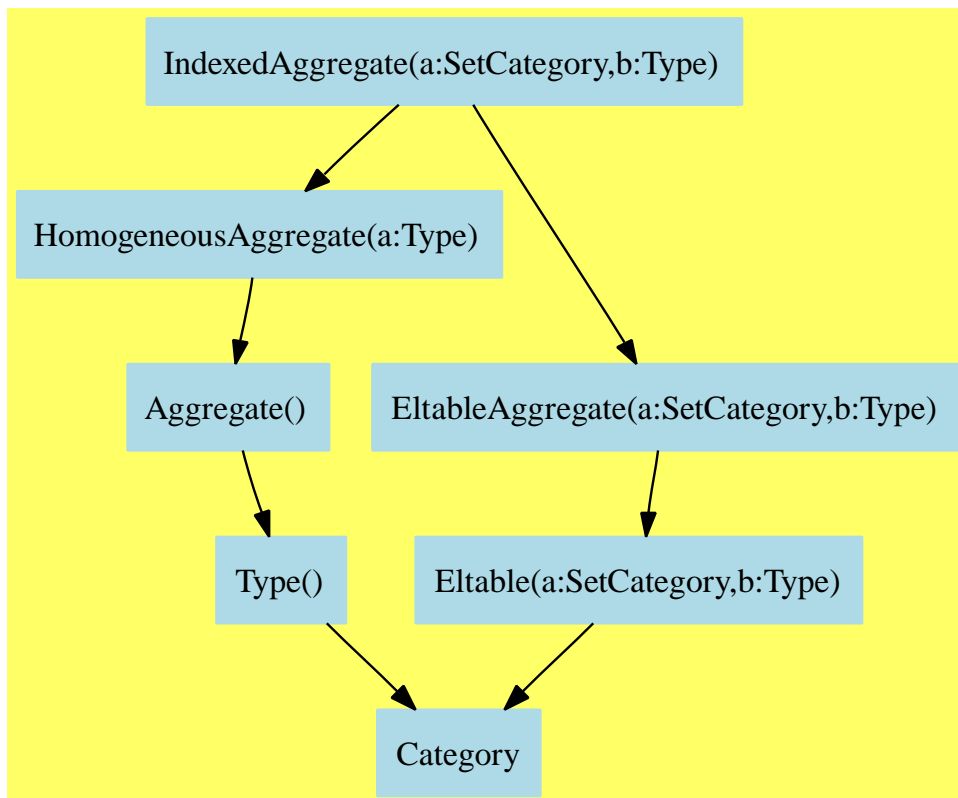 IndexedAggregate(a:SetCategory,b:Type)
HomogeneousAggregate(a:Type)
Aggregate()
EltableAggregate(a:SetCategory,b:Type)
Type()
Eltable(a:SetCategory,b:Type)
Category